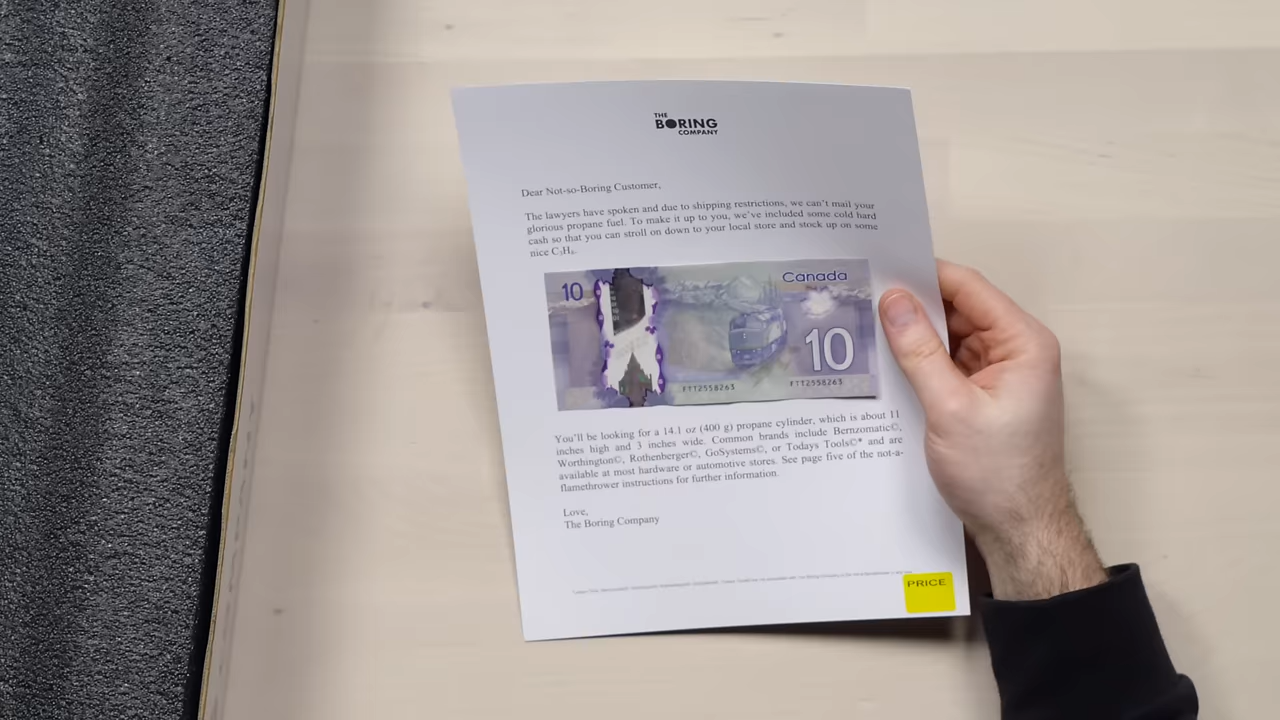 THE
BORING
COMPANY
Dear Not-so-Boring Customer,
The lawyers have spoken and due to shipping restrictions, we can't mail your
glorious propane fuel. To make it up to you, we've included some cold hard
cash so that you can stroll on down to your local store and stock up on some
nice C₃H₈.
10
Canada
10
FTT2558263
FTT2558263
You'll be looking for a 14.1 oz (400 g) propane cylinder, which is about 11
inches high and 3 inches wide. Common brands include Bernzomatic©,
Worthington©, Rothenberger©, GoSystems©, or Todays Tools©* and are
available at most hardware or automotive stores. See page five of the not-a-
flamethrower instructions for further information.
Love,
The Boring Company
PRICE